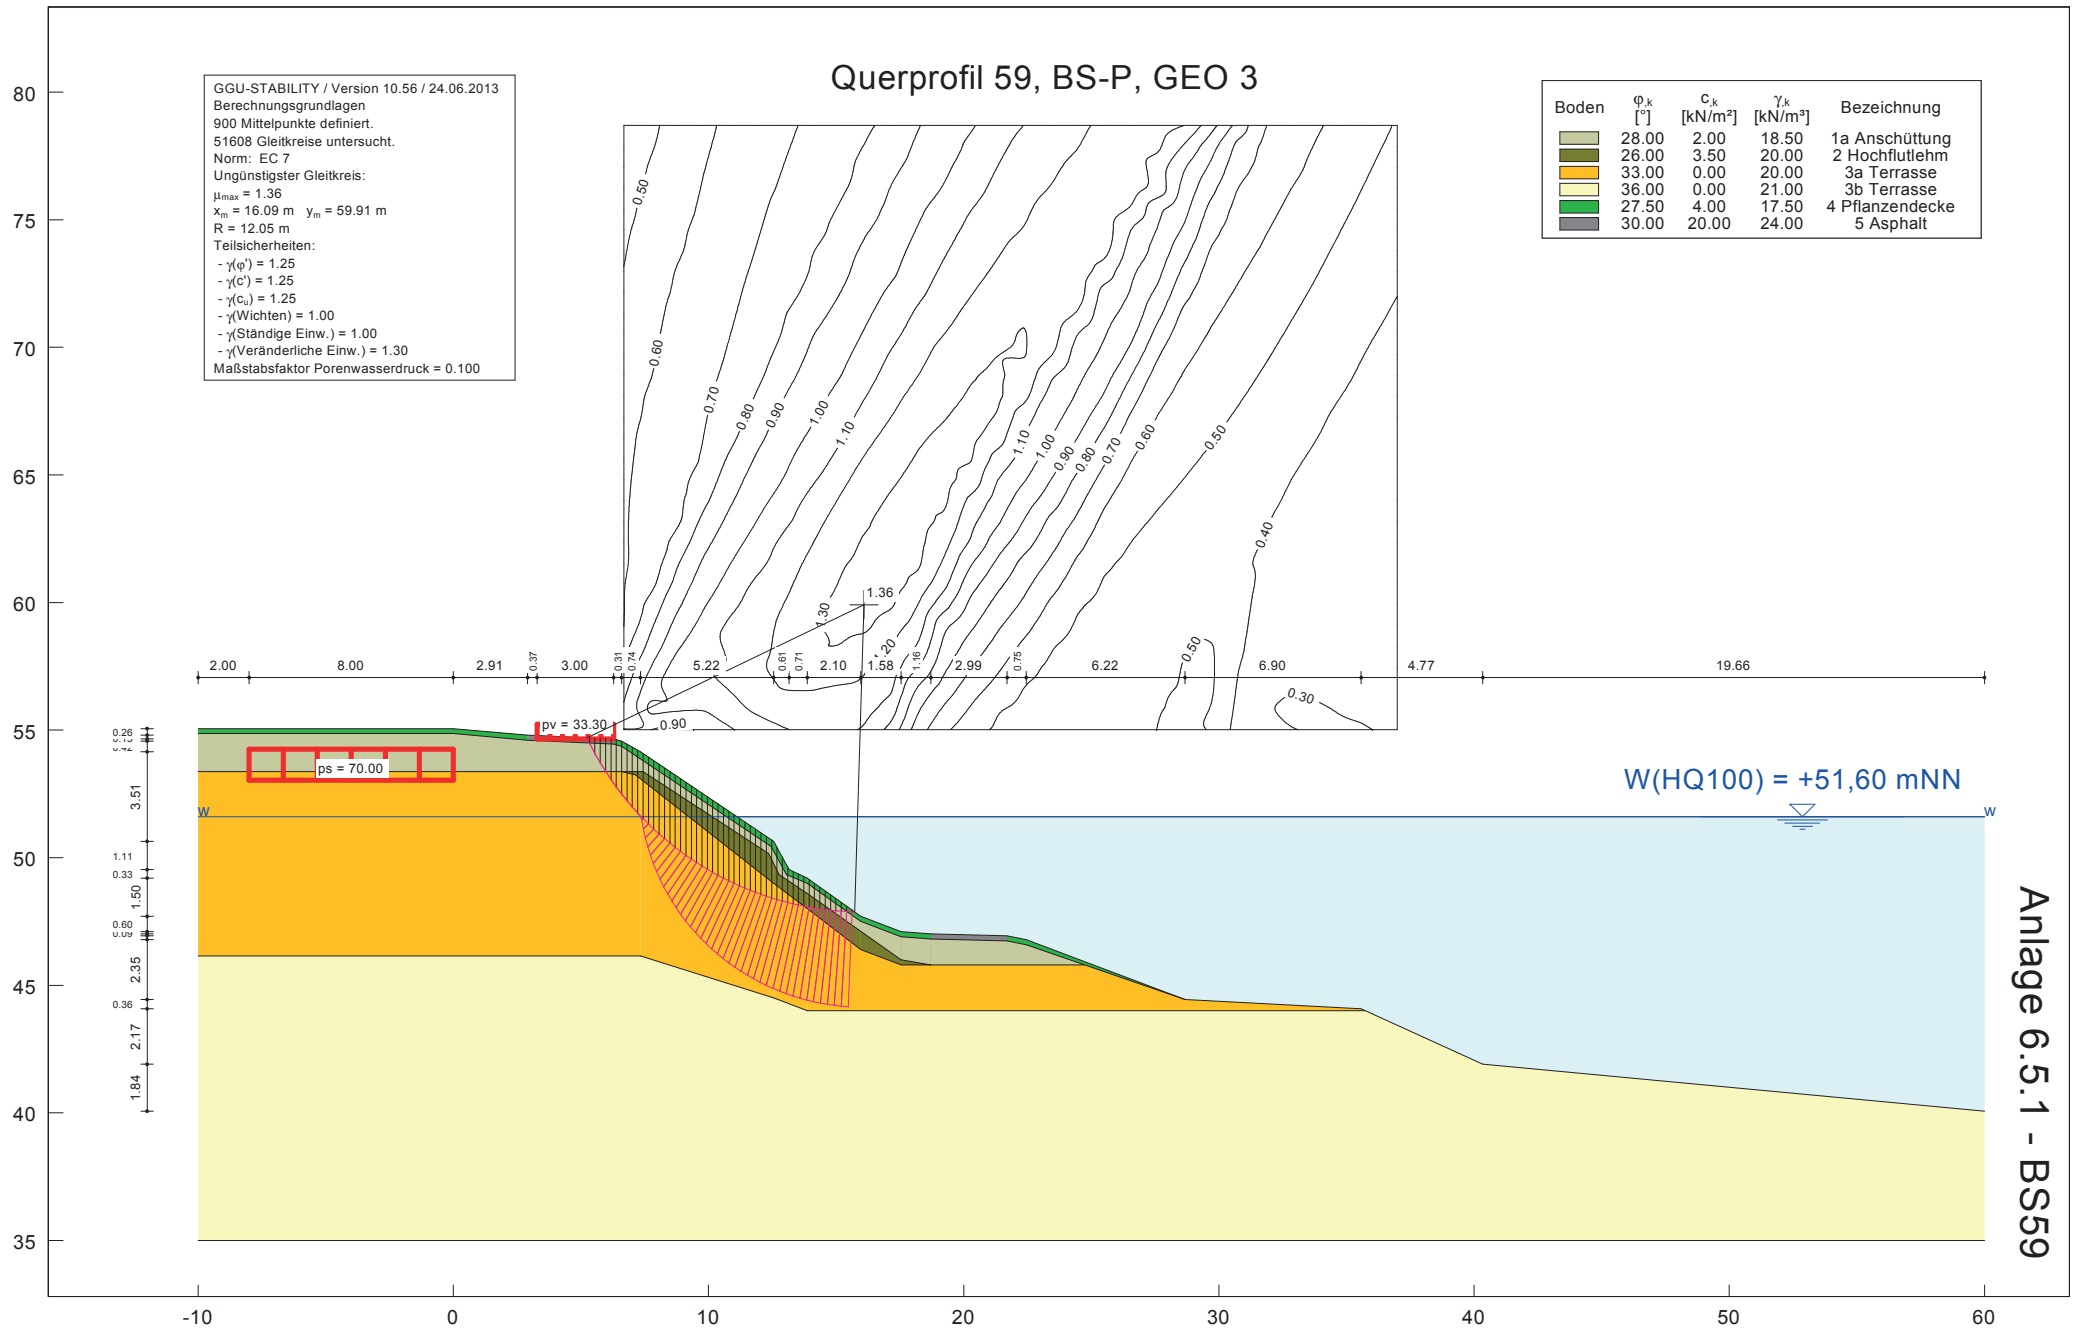 Querprofil 59, BS-P, GEO 3
GGU-STABILITY / Version 10.56 / 24.06.2013
Berechnungsgrundlagen
900 Mittelpunkte definiert.
51608 Gleitkreise untersucht.
Norm: EC 7
Ungünstigster Gleitkreis:
μmax = 1.36
xm = 16.09 m ym = 59.91 m
R = 12.05 m
Teilsicherheiten:
- γ(φ') = 1.25
- γ(c') = 1.25
- γ(cu) = 1.25
- γ(Wichten) = 1.00
- γ(Ständige Einw.) = 1.00
- γ(Veränderliche Einw.) = 1.30
Maßstabsfaktor Porenwasserdruck = 0.100
Boden φ,k [°] c,k [kN/m²] γ,k [kN/m³] Bezeichnung
28.00 2.00 18.50 1a Anschüttung
26.00 3.50 20.00 2 Hochflutlehm
33.00 0.00 20.00 3a Terrasse
36.00 0.00 21.00 3b Terrasse
27.50 4.00 17.50 4 Pflanzendecke
30.00 20.00 24.00 5 Asphalt
80
75
70
65
60
55
50
45
40
35
0.50
0.60
0.70
0.80
0.90
1.00
1.10
1.10
1.00
0.90
0.80
0.70
0.60
0.50
0.40
1.30
1.36
1.20
0.50
0.30
0.90
2.00 8.00 2.91 0.37 3.00 0.31 0.74 5.22 0.61 0.71 2.10 1.58 1.16 2.99 0.75 6.22 6.90 4.77 19.66
pv = 33.30
ps = 70.00
W(HQ100) = +51,60 mNN
w
w
0.26
3.51
1.11
0.33
1.50
0.60
2.35
0.36
2.17
1.84
-10 0 10 20 30 40 50 60
Anlage 6.5.1 - BS59